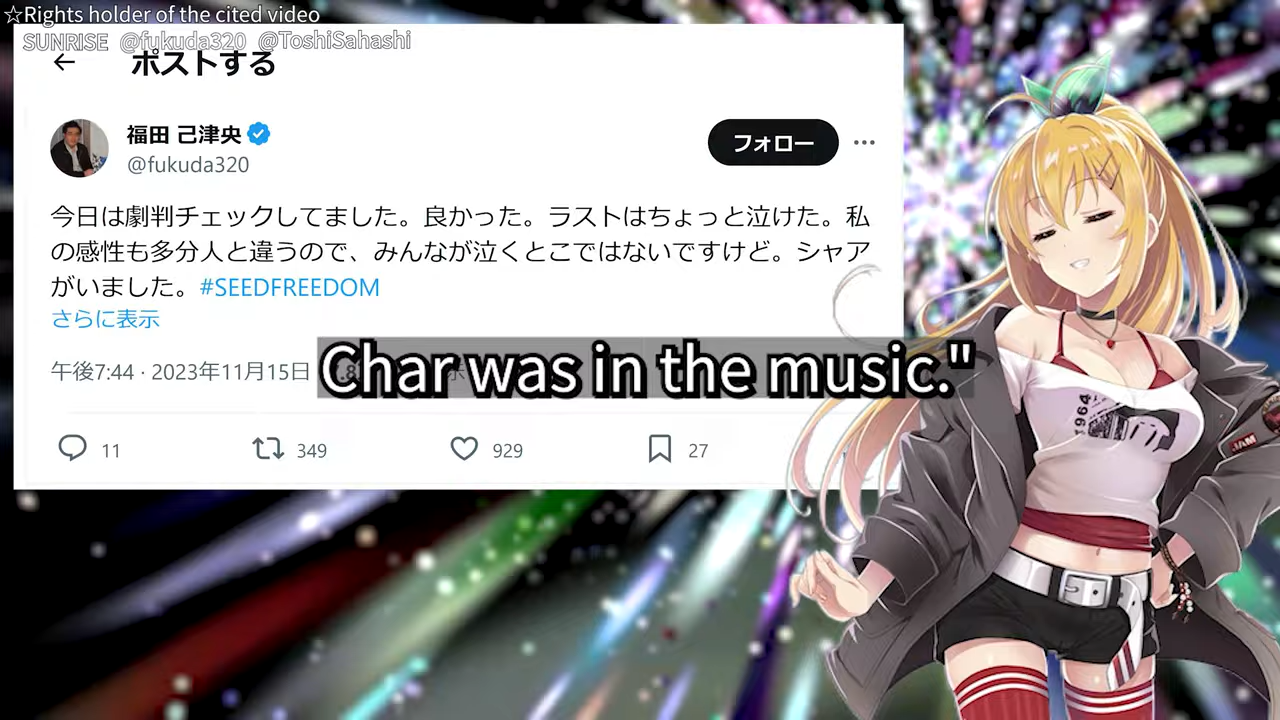 ☆Rights holder of the cited video
SUNRISE @fukuda320 @ToshiSahashi
← ポストする
福田 己津央
@fukuda320
フォロー
今日は劇判チェックしてました。良かった。ラストはちょっと泣けた。私
の感性も多分人と違うので、みんなが泣くとこではないですけど。シャア
がいました。#SEEDFREEDOM
さらに表示
午後7:44 · 2023年11月15日
Char was in the music."
11 349 929 27
1964
JAM